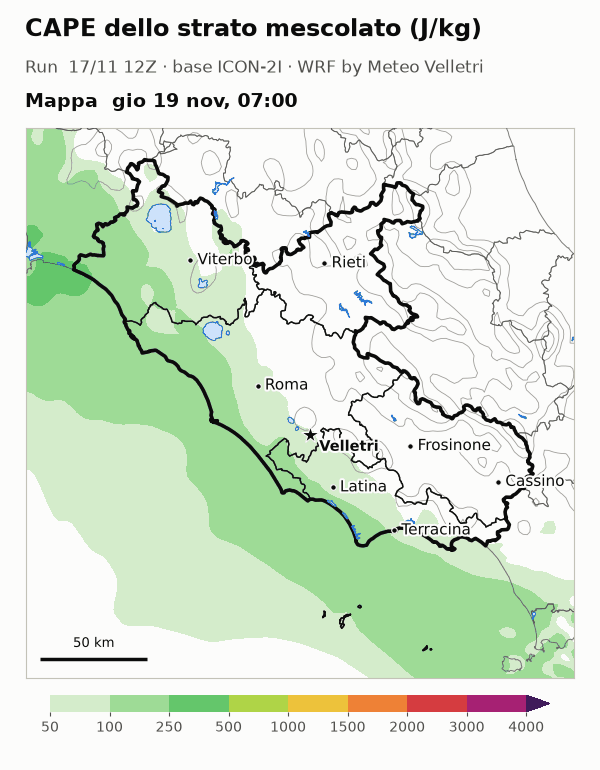 CAPE dello strato mescolato (J/kg)
Run 17/11 12Z · base ICON-2I · WRF by Meteo Velletri
Mappa gio 19 nov, 07:00
Viterbo
Rieti
Roma
Velletri
Frosinone
Cassino
Latina
Terracina
50 km
50 100 250 500 1000 1500 2000 3000 4000